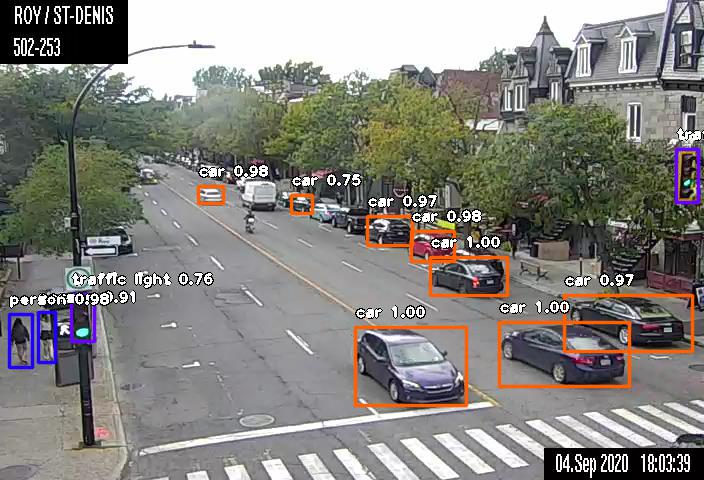 ROY / ST-DENIS
502-253
traf
car 0.98
car 0.75
car 0.97
car 0.98
car 1.00
traffic light 0.76
car 0.97
person 0.98
0.91
car 1.00
car 1.00
04.Sep 2020 18:03:39